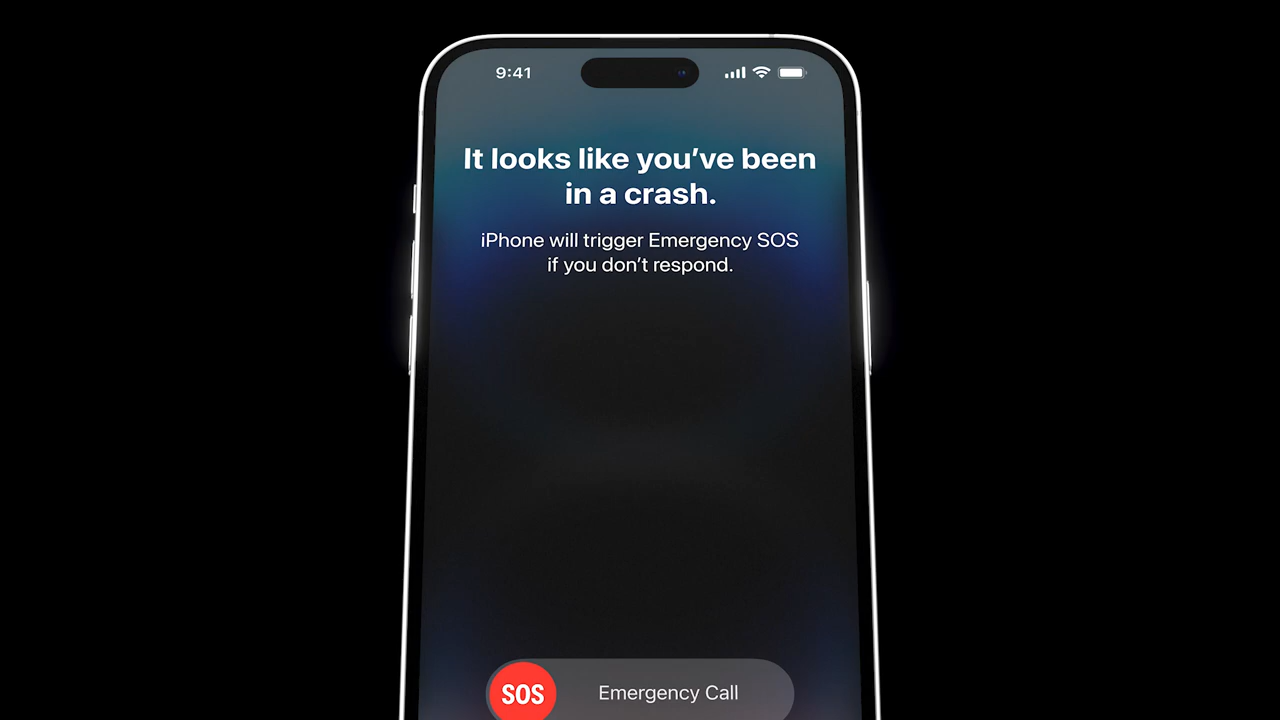 9:41
It looks like you’ve been
in a crash.
iPhone will trigger Emergency SOS
if you don’t respond.
SOS
Emergency Call